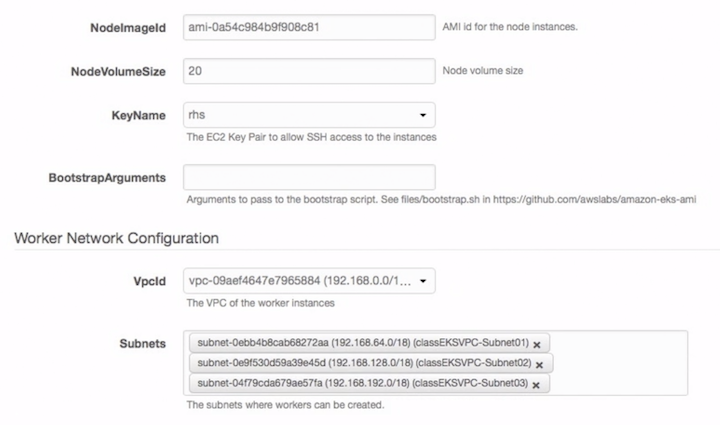 NodeImageId ami-0a54c984b9f908c81 AMI id for the node instances.
NodeVolumeSize 20 Node volume size
KeyName rhs
The EC2 Key Pair to allow SSH access to the instances
BootstrapArguments
Arguments to pass to the bootstrap script. See files/bootstrap.sh in https://github.com/awslabs/amazon-eks-ami
Worker Network Configuration
VpcId vpc-09aef4647e7965884 (192.168.0.0/1...
The VPC of the worker instances
Subnets subnet-0ebb4b8cab68272aa (192.168.64.0/18) (classEKSVPC-Subnet01) x
subnet-0e9f530d59a39e45d (192.168.128.0/18) (classEKSVPC-Subnet02) x
subnet-04f79cda679ae57fa (192.168.192.0/18) (classEKSVPC-Subnet03) x
The subnets where workers can be created.